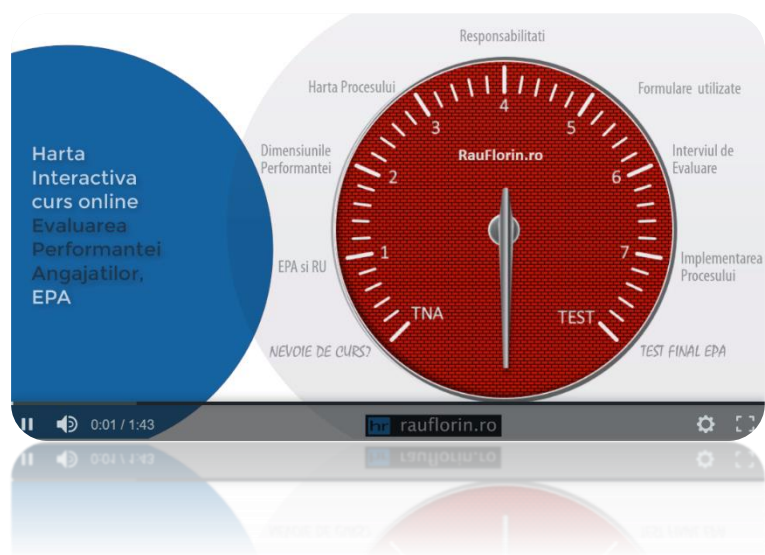 Harta
Interactiva
curs online
Evaluarea
Performantei
Angajatilor,
EPA
Responsabilitati
Harta Procesului
Formulare utilizate
Dimensiunile
Performantei
Interviul de
Evaluare
EPA si RU
Implementarea
Procesului
NEVOIE DE CURS?
TEST FINAL EPA
RauFlorin.ro
TNA
1
2
3
4
5
6
7
TEST
0:01 / 1:43
hr rauflorin.ro